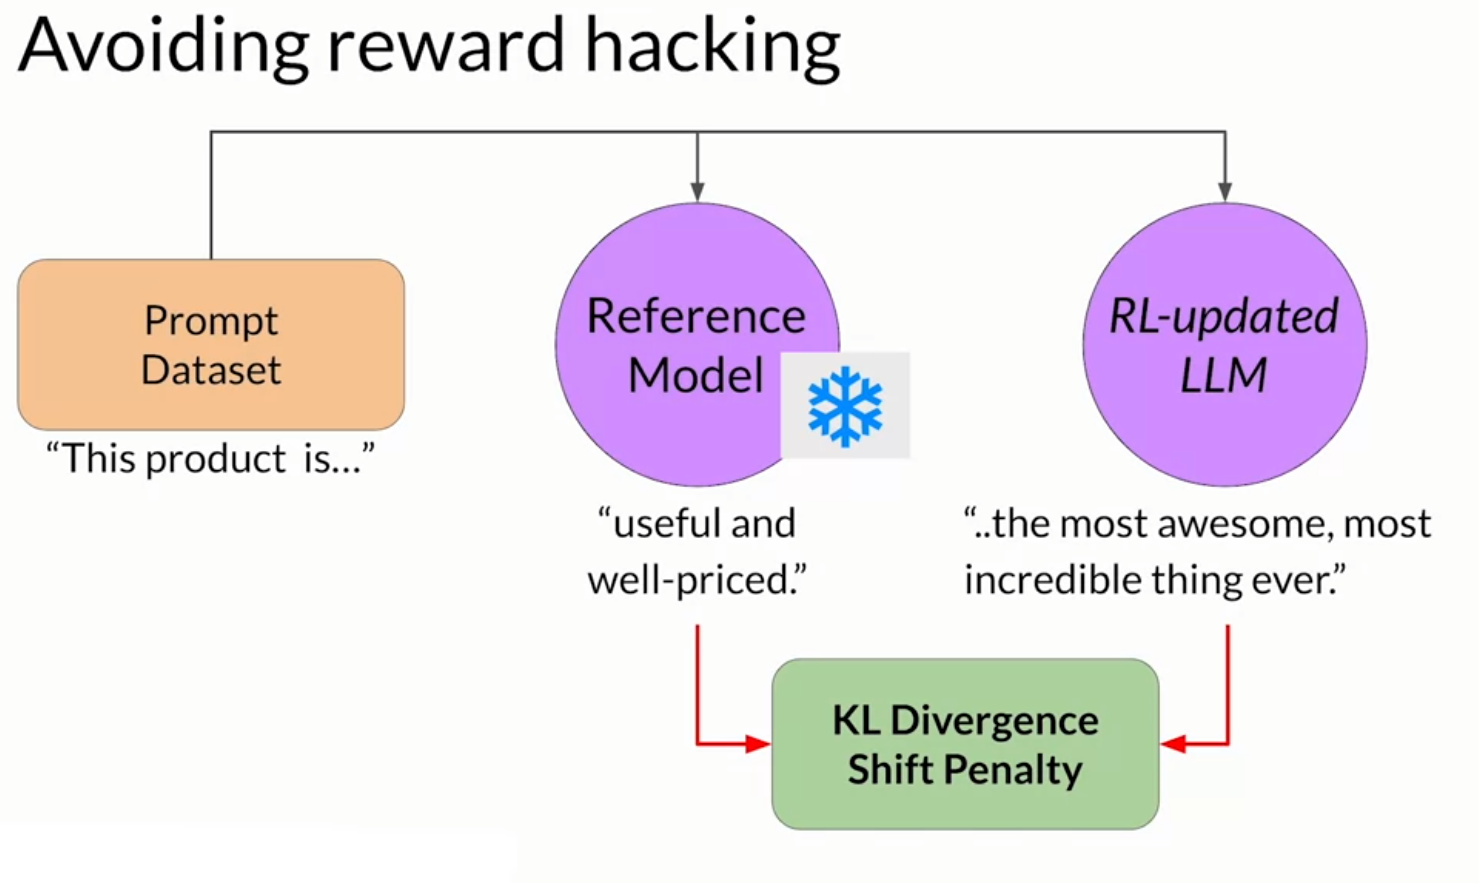 Avoiding reward hacking
Prompt
Dataset
“This product is...”
Reference
Model
“useful and
well-priced.”
RL-updated
LLM
“..the most awesome, most
incredible thing ever.”
KL Divergence
Shift Penalty